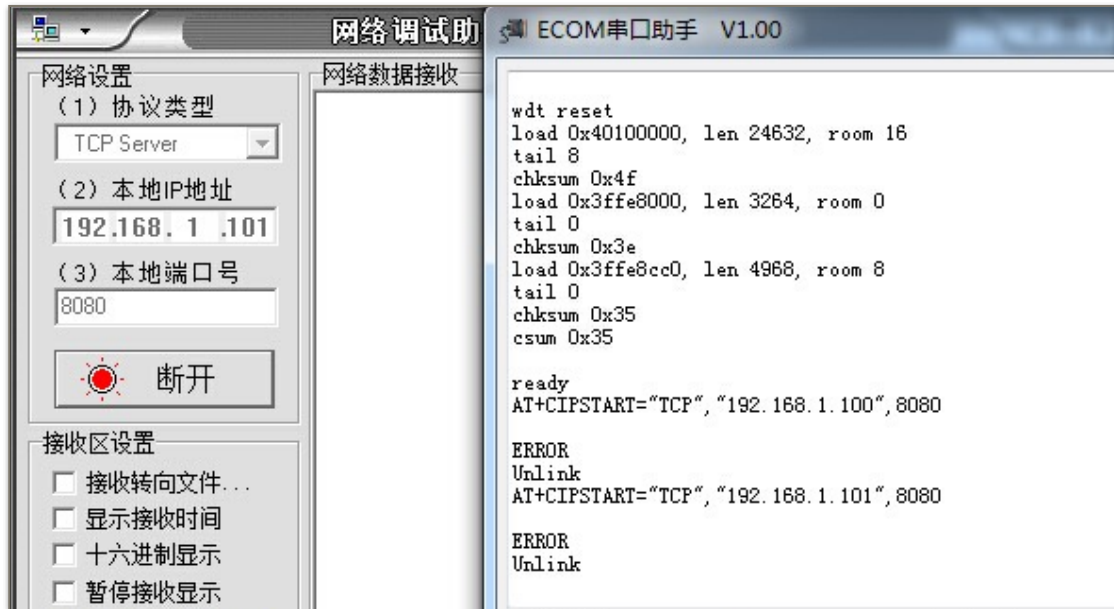 网络调试助
网络设置
（1）协议类型
TCP Server
（2）本地IP地址
192.168. 1 .101
（3）本地端口号
8080
断开
接收区设置
接收转向文件...
显示接收时间
十六进制显示
暂停接收显示
网络数据接收
ECOM串口助手 V1.00
wdt reset
load 0x40100000, len 24632, room 16
tail 8
chksum 0x4f
load 0x3ffe8000, len 3264, room 0
tail 0
chksum 0x3e
load 0x3ffe8cc0, len 4968, room 8
tail 0
chksum 0x35
csum 0x35
ready
AT+CIPSTART="TCP","192.168.1.100",8080
ERROR
Unlink
AT+CIPSTART="TCP","192.168.1.101",8080
ERROR
Unlink